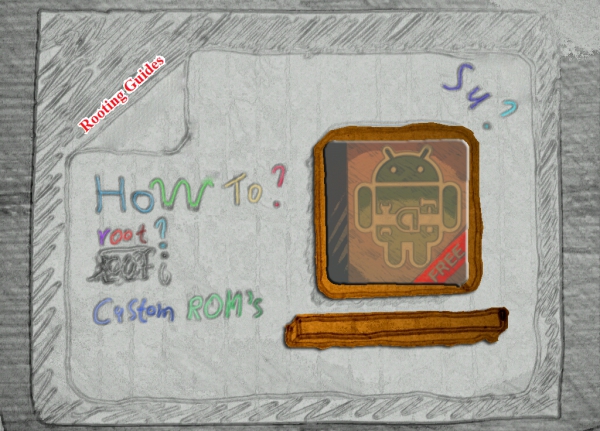 Rooting Guides
Su?
HoW To?
root?
Custom ROM's
FREE